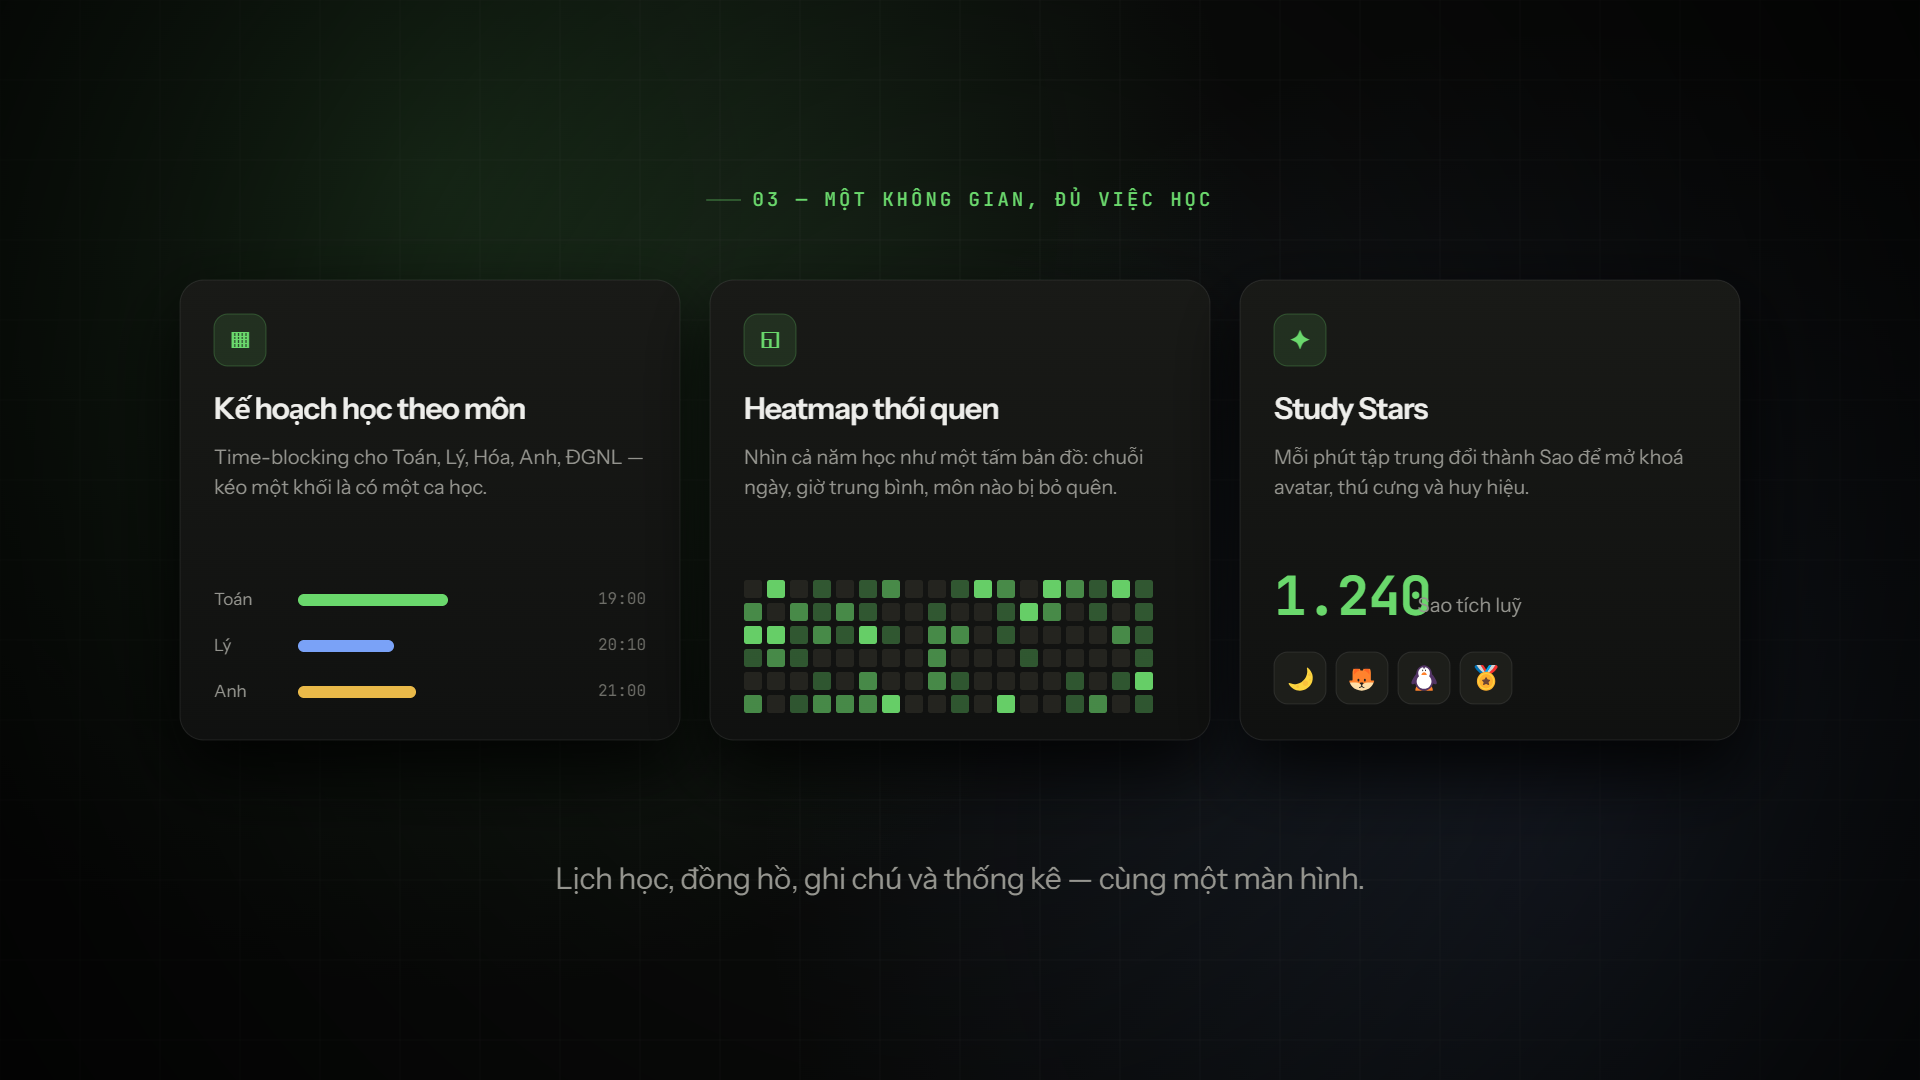 03 — MỘT KHÔNG GIAN, ĐỦ VIỆC HỌC
Kế hoạch học theo môn
Time-blocking cho Toán, Lý, Hóa, Anh, ĐGNL —
kéo một khối là có một ca học.
Toán 19:00
Lý 20:10
Anh 21:00
Heatmap thói quen
Nhìn cả năm học như một tấm bản đồ: chuỗi
ngày, giờ trung bình, môn nào bị bỏ quên.
Study Stars
Mỗi phút tập trung đổi thành Sao để mở khoá
avatar, thú cưng và huy hiệu.
1.240 Sao tích luỹ
Lịch học, đồng hồ, ghi chú và thống kê — cùng một màn hình.